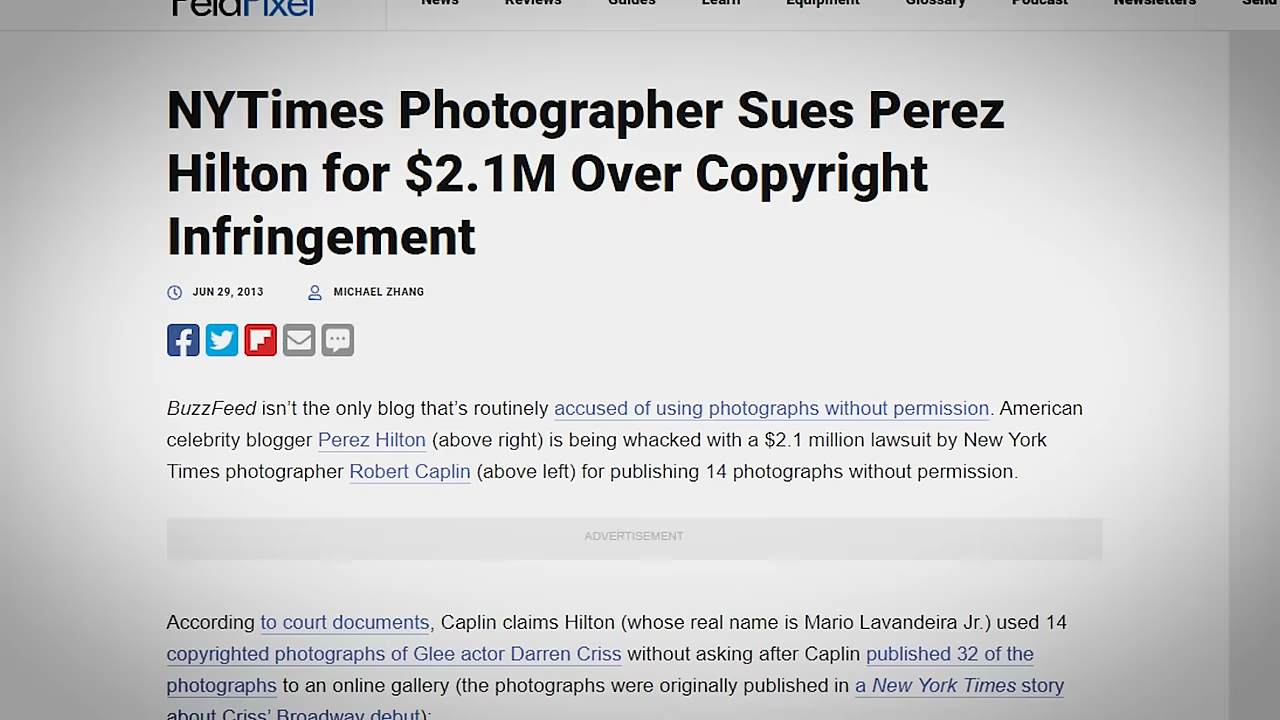 PetaPixel
News Reviews Guides Learn Equipment Glossary Podcast Newsletters Send
NYTimes Photographer Sues Perez
Hilton for $2.1M Over Copyright
Infringement
JUN 29, 2013 MICHAEL ZHANG
BuzzFeed isn’t the only blog that’s routinely accused of using photographs without permission. American
celebrity blogger Perez Hilton (above right) is being whacked with a $2.1 million lawsuit by New York
Times photographer Robert Caplin (above left) for publishing 14 photographs without permission.
ADVERTISEMENT
According to court documents, Caplin claims Hilton (whose real name is Mario Lavandeira Jr.) used 14
copyrighted photographs of Glee actor Darren Criss without asking after Caplin published 32 of the
photographs to an online gallery (the photographs were originally published in a New York Times story
about Criss’ Broadway debut):